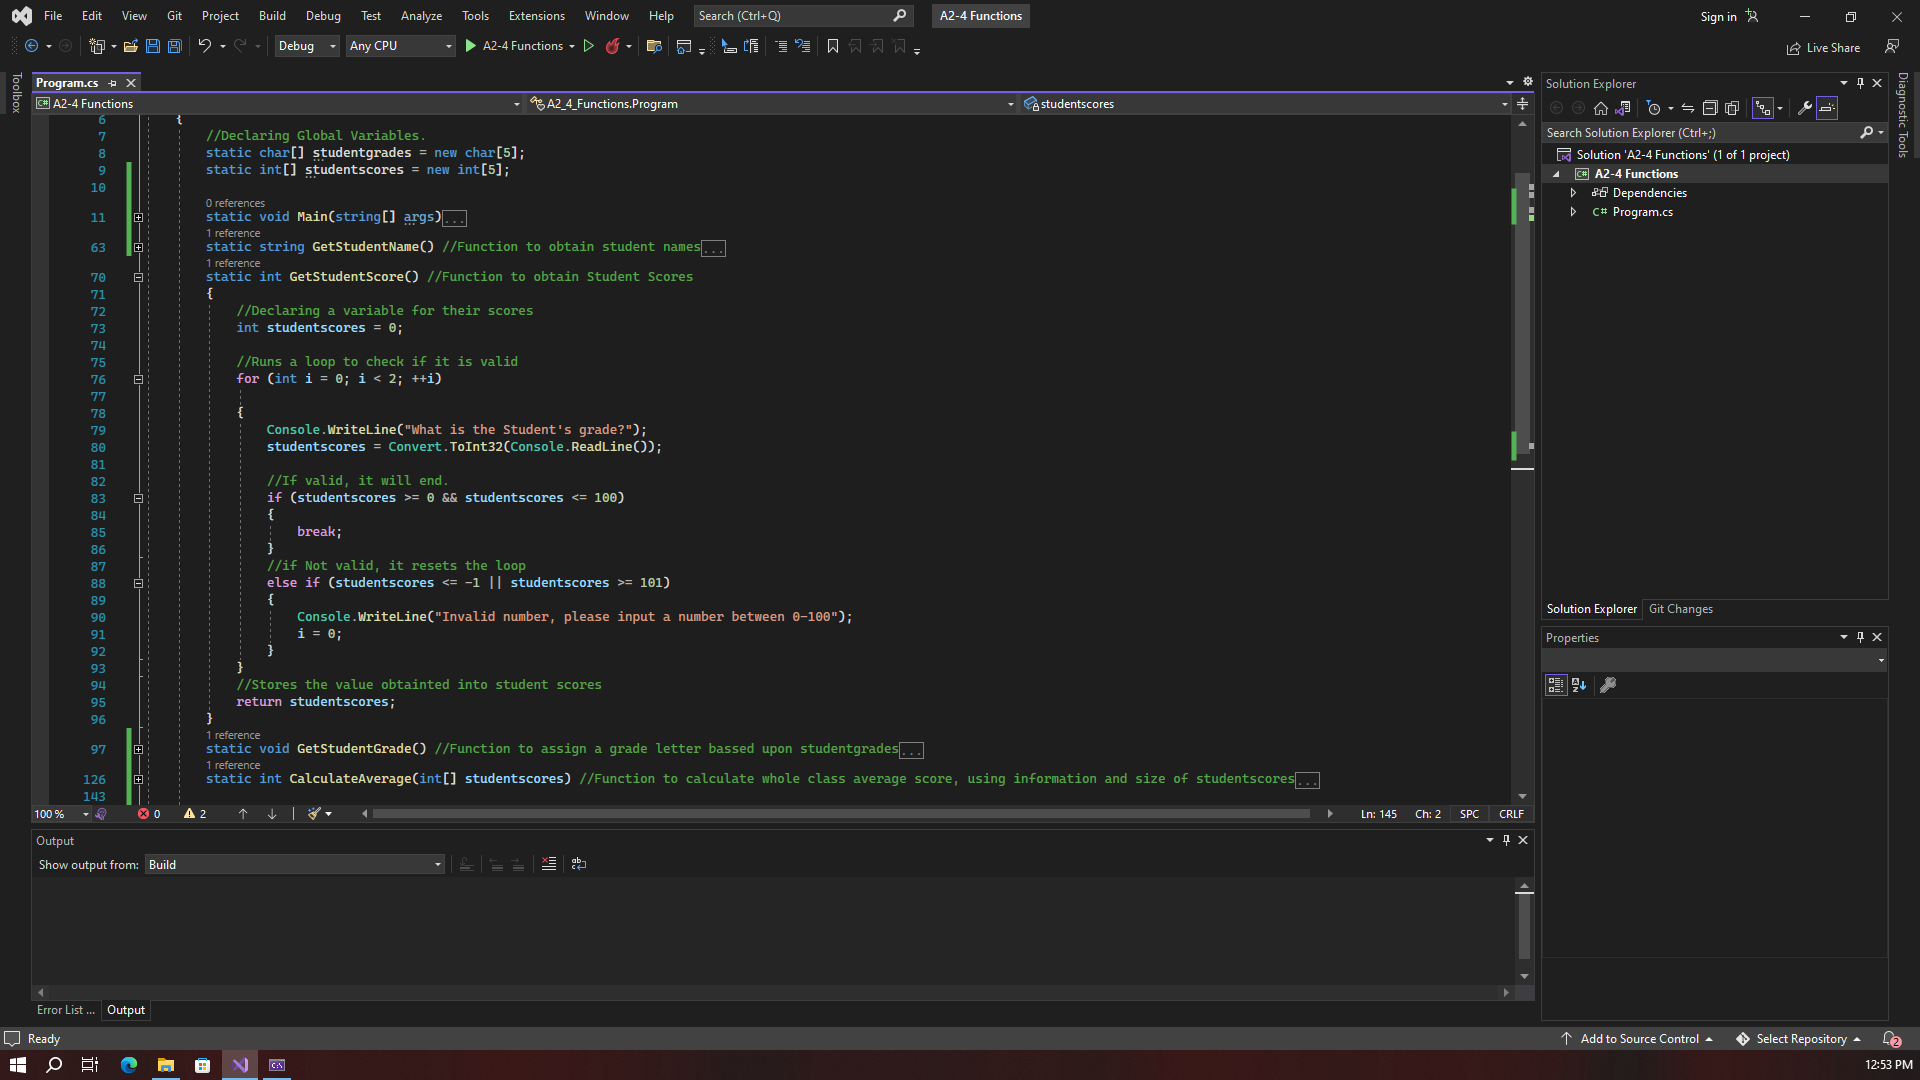 File Edit View Git Project Build Debug Test Analyze Tools Extensions Window Help Search (Ctrl+Q) A2-4 Functions Sign in
Debug Any CPU A2-4 Functions Live Share
Toolbox
Program.cs
A2-4 Functions A2_4_Functions.Program studentscores
6 {
7 //Declaring Global Variables.
8 static char[] studentgrades = new char[5];
9 static int[] studentscores = new int[5];
10
0 references
11 static void Main(string[] args)...
1 reference
63 static string GetStudentName() //Function to obtain student names...
1 reference
70 static int GetStudentScore() //Function to obtain Student Scores
71 {
72 //Declaring a variable for their scores
73 int studentscores = 0;
74
75 //Runs a loop to check if it is valid
76 for (int i = 0; i < 2; ++i)
77
78 {
79 Console.WriteLine("What is the Student's grade?");
80 studentscores = Convert.ToInt32(Console.ReadLine());
81
82 //If valid, it will end.
83 if (studentscores >= 0 && studentscores <= 100)
84 {
85 break;
86 }
87 //if Not valid, it resets the loop
88 else if (studentscores <= -1 || studentscores >= 101)
89 {
90 Console.WriteLine("Invalid number, please input a number between 0-100");
91 i = 0;
92 }
93 }
94 //Stores the value obtainted into student scores
95 return studentscores;
96 }
1 reference
97 static void GetStudentGrade() //Function to assign a grade letter bassed upon studentgrades...
1 reference
126 static int CalculateAverage(int[] studentscores) //Function to calculate whole class average score, using information and size of studentscores...
143
100 % 0 2 Ln: 145 Ch: 2 SPC CRLF
Output
Show output from: Build
Error List ... Output
Solution Explorer
Search Solution Explorer (Ctrl+;)
Solution 'A2-4 Functions' (1 of 1 project)
C# A2-4 Functions
Dependencies
C# Program.cs
Solution Explorer Git Changes
Properties
Diagnostic Tools
Ready Add to Source Control Select Repository 2
12:53 PM